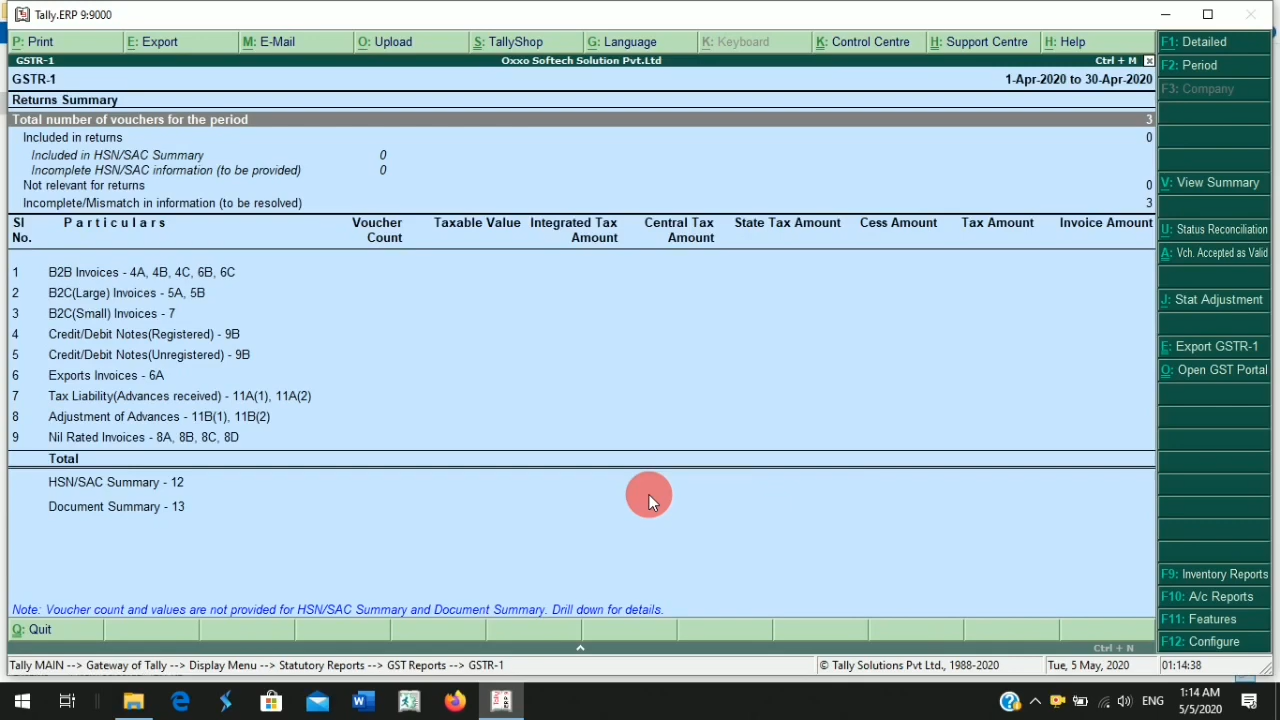 Tally.ERP 9:9000
P: Print E: Export M: E-Mail O: Upload S: TallyShop G: Language K: Keyboard K: Control Centre H: Support Centre H: Help
GSTR-1 Oxxo Softech Solution Pvt.Ltd Ctrl + M
GSTR-1 1-Apr-2020 to 30-Apr-2020
Returns Summary
Total number of vouchers for the period 3
Included in returns 0
Included in HSN/SAC Summary 0
Incomplete HSN/SAC information (to be provided) 0
Not relevant for returns 0
Incomplete/Mismatch in information (to be resolved) 3
Sl Particulars Voucher Taxable Value Integrated Tax Central Tax State Tax Amount Cess Amount Tax Amount Invoice Amount
No. Count Amount Amount
1 B2B Invoices - 4A, 4B, 4C, 6B, 6C
2 B2C(Large) Invoices - 5A, 5B
3 B2C(Small) Invoices - 7
4 Credit/Debit Notes(Registered) - 9B
5 Credit/Debit Notes(Unregistered) - 9B
6 Exports Invoices - 6A
7 Tax Liability(Advances received) - 11A(1), 11A(2)
8 Adjustment of Advances - 11B(1), 11B(2)
9 Nil Rated Invoices - 8A, 8B, 8C, 8D
Total
HSN/SAC Summary - 12
Document Summary - 13
Note: Voucher count and values are not provided for HSN/SAC Summary and Document Summary. Drill down for details.
Q: Quit
Ctrl + N
F1: Detailed
F2: Period
F3: Company
V: View Summary
U: Status Reconciliation
A: Vch. Accepted as Valid
J: Stat Adjustment
E: Export GSTR-1
O: Open GST Portal
F9: Inventory Reports
F10: A/c Reports
F11: Features
F12: Configure
Tally MAIN --> Gateway of Tally --> Display Menu --> Statutory Reports --> GST Reports --> GSTR-1 © Tally Solutions Pvt Ltd., 1988-2020 Tue, 5 May, 2020 01:14:38
ENG 1:14 AM
5/5/2020